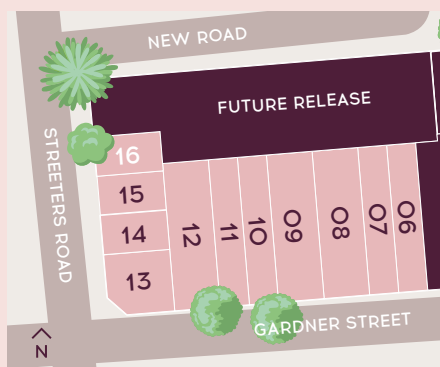 NEW ROAD
FUTURE RELEASE
STREETERS ROAD
16
15
14
13
12
11
10
09
08
07
06
GARDNER STREET
N